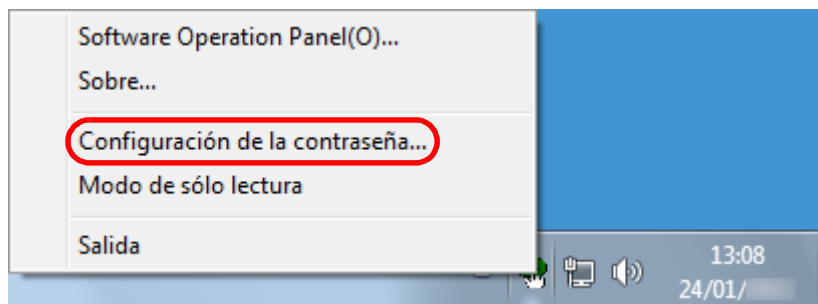 Software Operation Panel(O)...
Sobre...
Configuración de la contraseña...
Modo de sólo lectura
Salida
13:08
24/01/